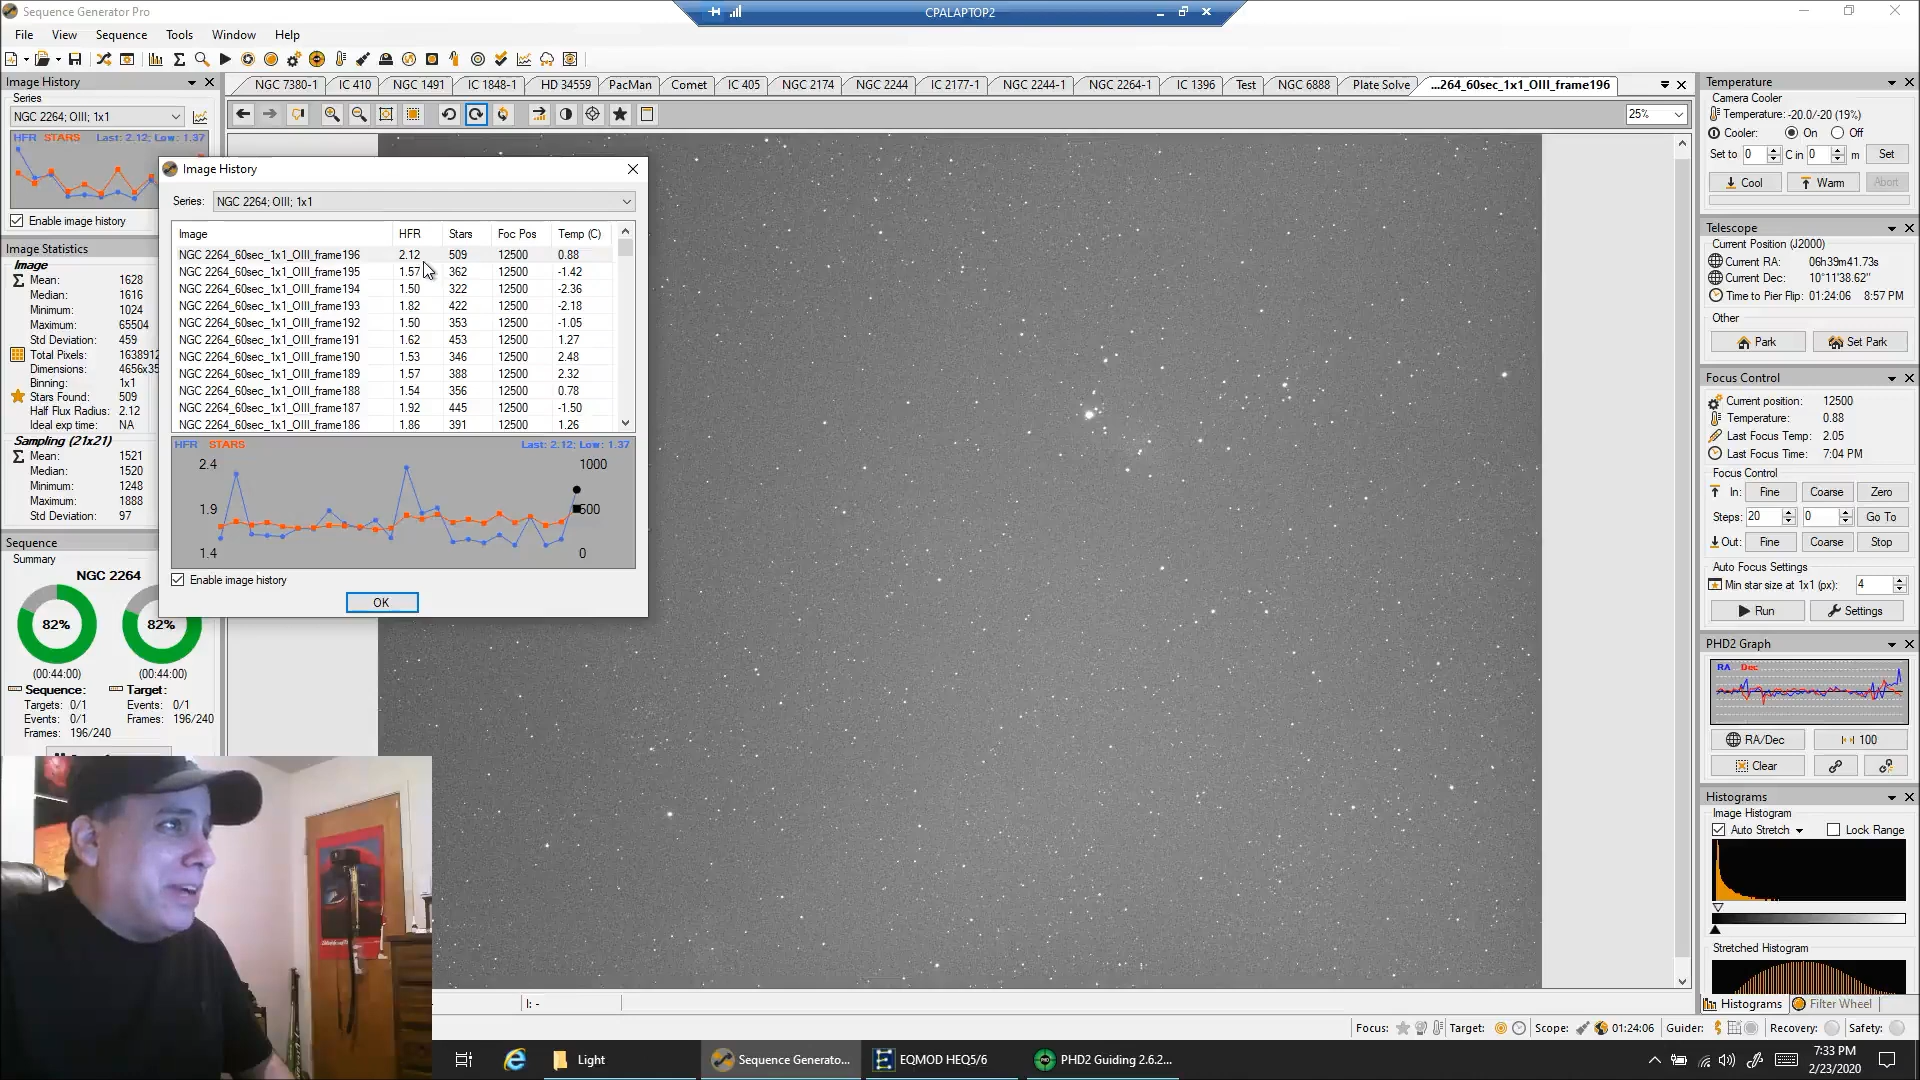 Sequence Generator Pro
CPALAPTOP2
File View Sequence Tools Window Help
Image History
Series
NGC 2264; OIII; 1x1
HFR STARS Last: 2.12; Low: 1.37
Enable image history
Image Statistics
Image
Mean: 1628
Median: 1616
Minimum: 1024
Maximum: 65504
Std Deviation: 459
Total Pixels: 1638912
Dimensions: 4656x35
Binning: 1x1
Stars Found: 509
Half Flux Radius: 2.12
Ideal exp time: NA
Sampling (21x21)
Mean: 1521
Median: 1520
Minimum: 1248
Maximum: 1888
Std Deviation: 97
Sequence
Summary
NGC 2264
82% 82%
(00:44:00) (00:44:00)
Sequence: Target:
Targets: 0/1 Events: 0/1
Events: 0/1 Frames: 196/240
Frames: 196/240
NGC 7380-1 IC 410 NGC 1491 IC 1848-1 HD 34559 PacMan Comet IC 405 NGC 2174 NGC 2244 IC 2177-1 NGC 2244-1 NGC 2264-1 IC 1396 Test NGC 6888 Plate Solve ...264_60sec_1x1_OIII_frame196
25%
Image History
Series: NGC 2264; OIII; 1x1
Image HFR Stars Foc Pos Temp (C)
NGC 2264_60sec_1x1_OIII_frame196 2.12 509 12500 0.88
NGC 2264_60sec_1x1_OIII_frame195 1.57 362 12500 -1.42
NGC 2264_60sec_1x1_OIII_frame194 1.50 322 12500 -2.36
NGC 2264_60sec_1x1_OIII_frame193 1.82 422 12500 -2.18
NGC 2264_60sec_1x1_OIII_frame192 1.50 353 12500 -1.05
NGC 2264_60sec_1x1_OIII_frame191 1.62 453 12500 1.27
NGC 2264_60sec_1x1_OIII_frame190 1.53 346 12500 2.48
NGC 2264_60sec_1x1_OIII_frame189 1.57 388 12500 2.32
NGC 2264_60sec_1x1_OIII_frame188 1.54 356 12500 0.78
NGC 2264_60sec_1x1_OIII_frame187 1.92 445 12500 -1.50
NGC 2264_60sec_1x1_OIII_frame186 1.86 391 12500 1.26
HFR STARS Last: 2.12; Low: 1.37
2.4 1000
1.9 500
1.4 0
Enable image history
OK
I: -
Temperature
Camera Cooler
Temperature: -20.0/-20 (19%)
Cooler: On Off
Set to 0 C in 0 m Set
Cool Warm Abort
Telescope
Current Position (J2000)
Current RA: 06h39m41.73s
Current Dec: 10°11'38.62"
Time to Pier Flip: 01:24:06 8:57 PM
Other
Park Set Park
Focus Control
Current position: 12500
Temperature: 0.88
Last Focus Temp: 2.05
Last Focus Time: 7:04 PM
Focus Control
In: Fine Coarse Zero
Steps: 20 0 Go To
Out: Fine Coarse Stop
Auto Focus Settings
Min star size at 1x1 (px): 4
Run Settings
PHD2 Graph
RA Dec
RA/Dec 100
Clear
Histograms
Image Histogram
Auto Stretch Lock Range
Stretched Histogram
Histograms Filter Wheel
Focus: Target: Scope: 01:24:06 Guider: Recovery: Safety:
Light Sequence Generato... EQMOD HEQ5/6 PHD2 Guiding 2.6.2...
7:33 PM
2/23/2020